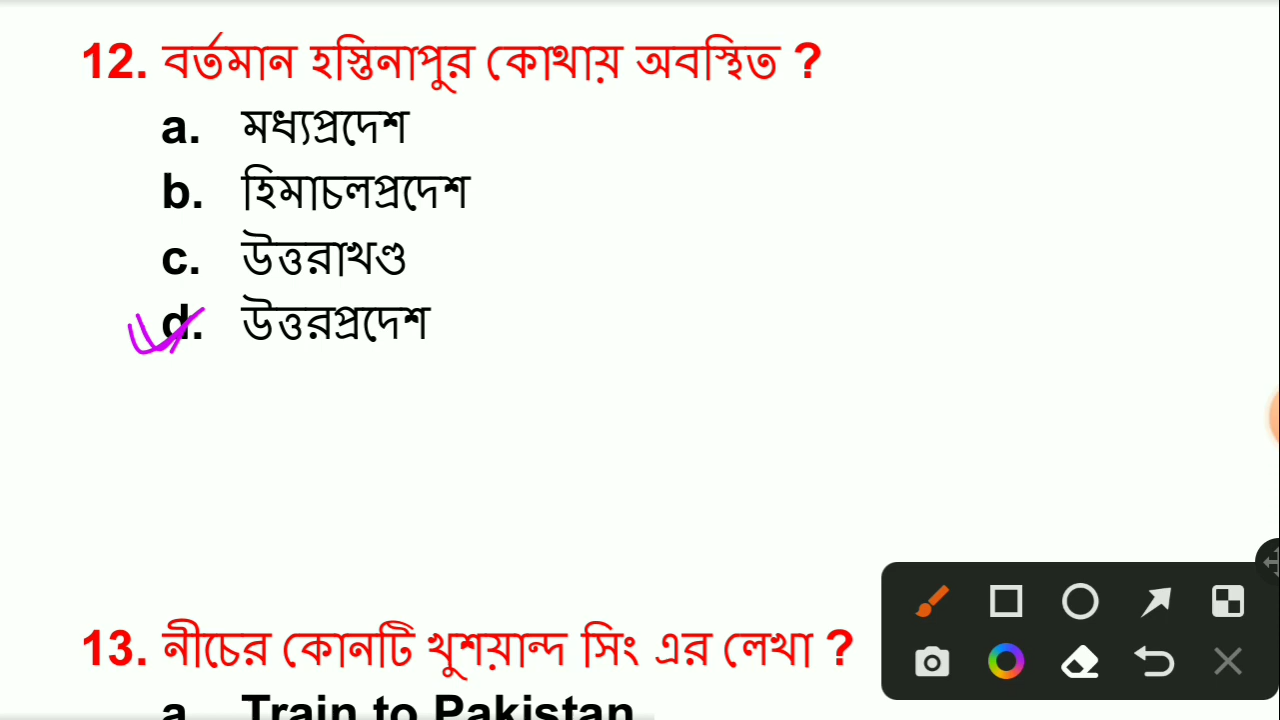 12. বর্তমান হস্তিনাপুর কোথায় অবস্থিত ?
a. মধ্যপ্রদেশ
b. হিমাচলপ্রদেশ
c. উত্তরাখণ্ড
d. উত্তরপ্রদেশ
13. নীচের কোনটি খুশয়ান্দ সিং এর লেখা ?
a Train to Pakistan